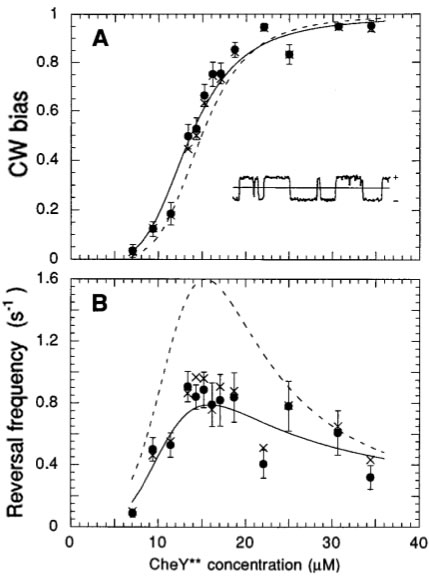 A
CW bias
1
0.8
0.6
0.4
0.2
0
+
−
B
Reversal frequency (s⁻¹)
1.6
1.2
0.8
0.4
0
0 10 20 30 40
CheY** concentration (μM)